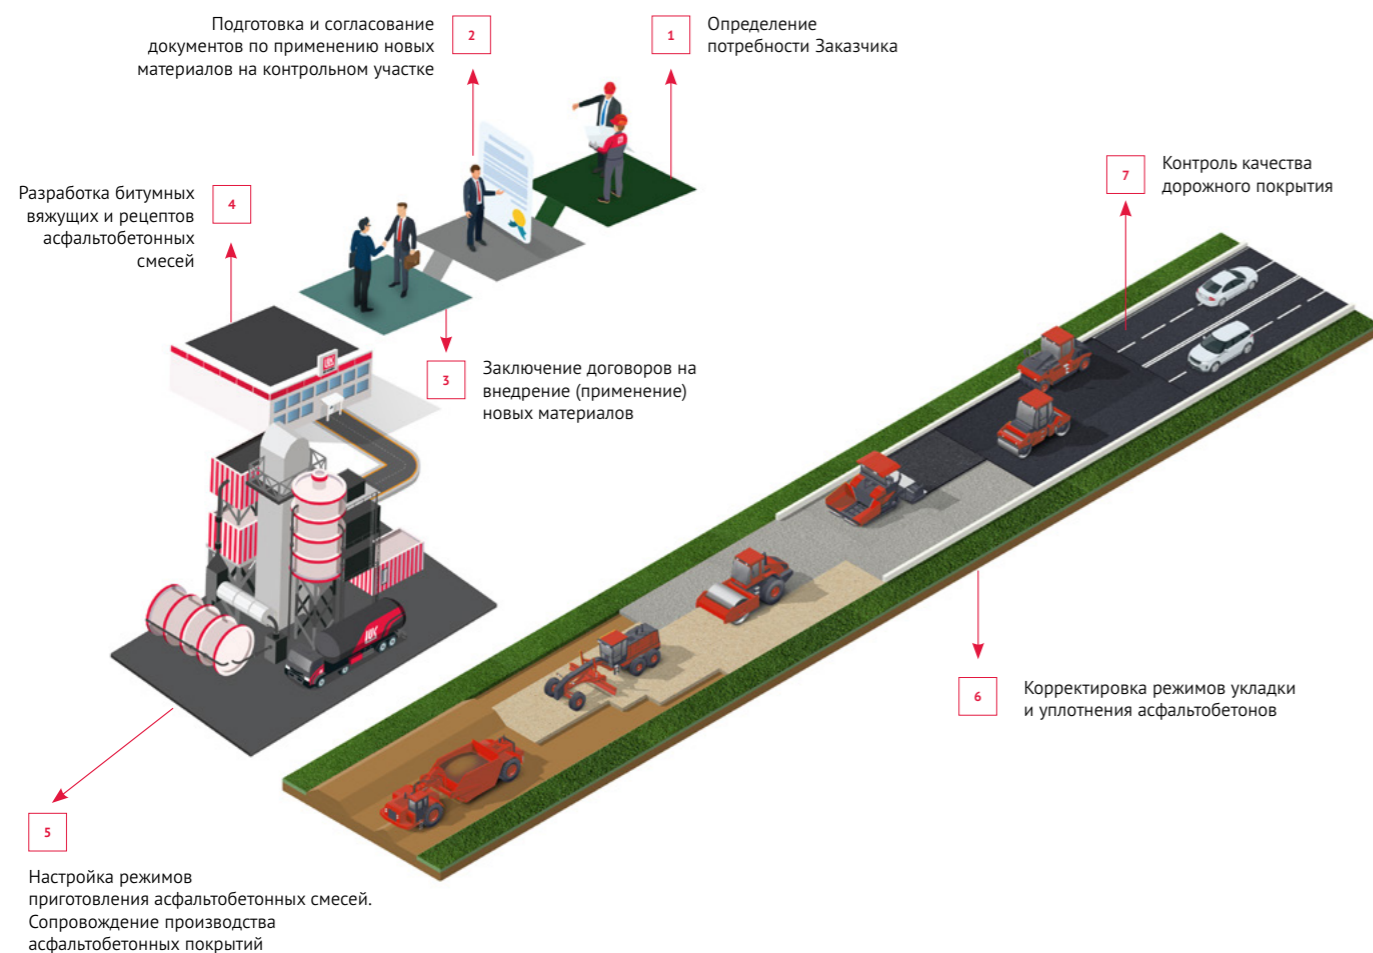 1
Определение
потребности Заказчика
2
Подготовка и согласование
документов по применению новых
материалов на контрольном участке
3
Заключение договоров на
внедрение (применение)
новых материалов
4
Разработка битумных
вяжущих и рецептов
асфальтобетонных
смесей
5
Настройка режимов
приготовления асфальтобетонных смесей.
Сопровождение производства
асфальтобетонных покрытий
6
Корректировка режимов укладки
и уплотнения асфальтобетонов
7
Контроль качества
дорожного покрытия